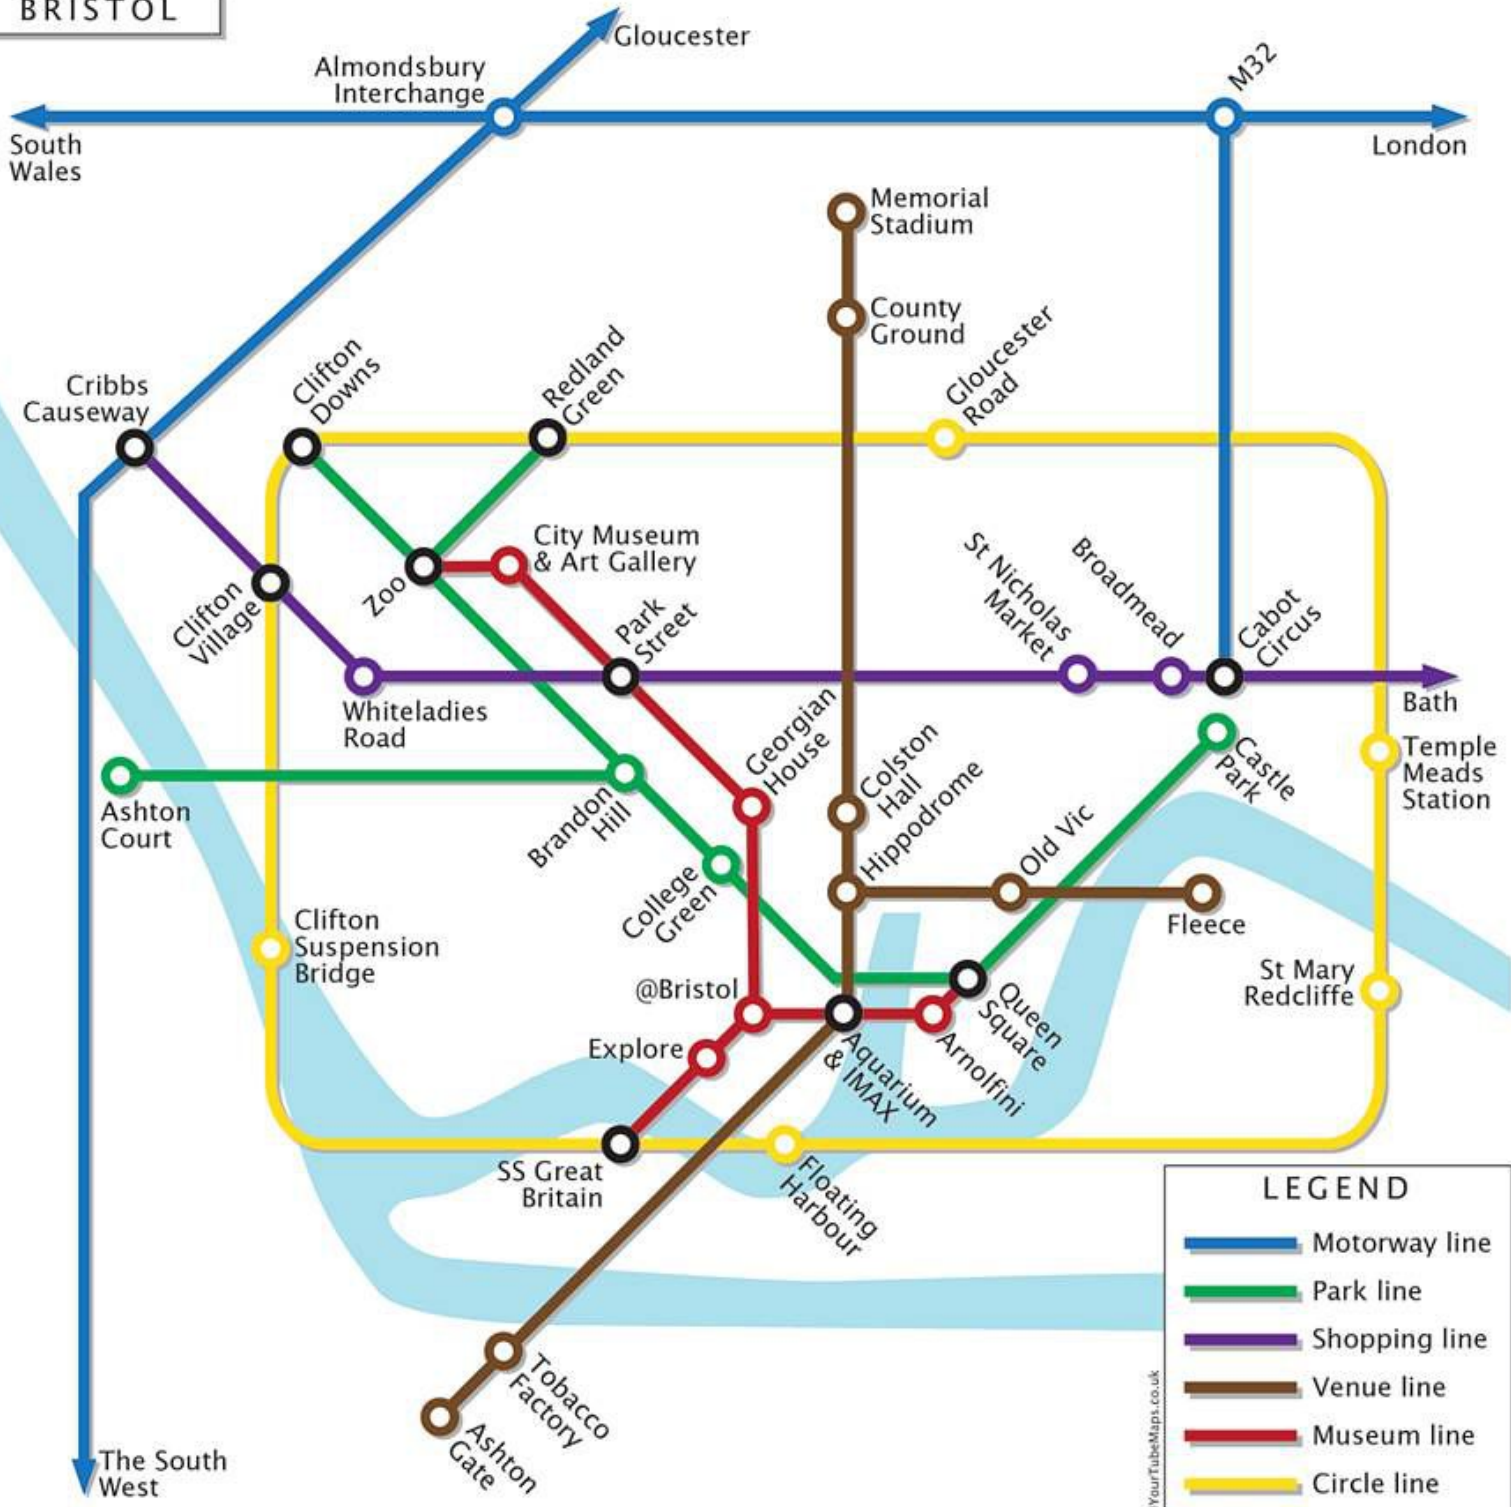 BRISTOL
Gloucester
Almondsbury
Interchange
M32
South
Wales
London
Memorial
Stadium
County
Ground
Gloucester
Road
Clifton
Downs
Redland
Green
Cribbs
Causeway
City Museum
& Art Gallery
Zoo
Clifton
Village
Park
Street
St Nicholas
Market
Broadmead
Cabot
Circus
Bath
Whiteladies
Road
Georgian
House
Colston
Hall
Hippodrome
Castle
Park
Temple
Meads
Station
Ashton
Court
Brandon
Hill
Old Vic
College
Green
Fleece
Clifton
Suspension
Bridge
St Mary
Redcliffe
@Bristol
Queen
Square
Explore
Aquarium
& IMAX
Arnolfini
SS Great
Britain
Floating
Harbour
Tobacco
Factory
Ashton
Gate
The South
West
LEGEND
Motorway line
Park line
Shopping line
Venue line
Museum line
Circle line
YourTubeMaps.co.uk